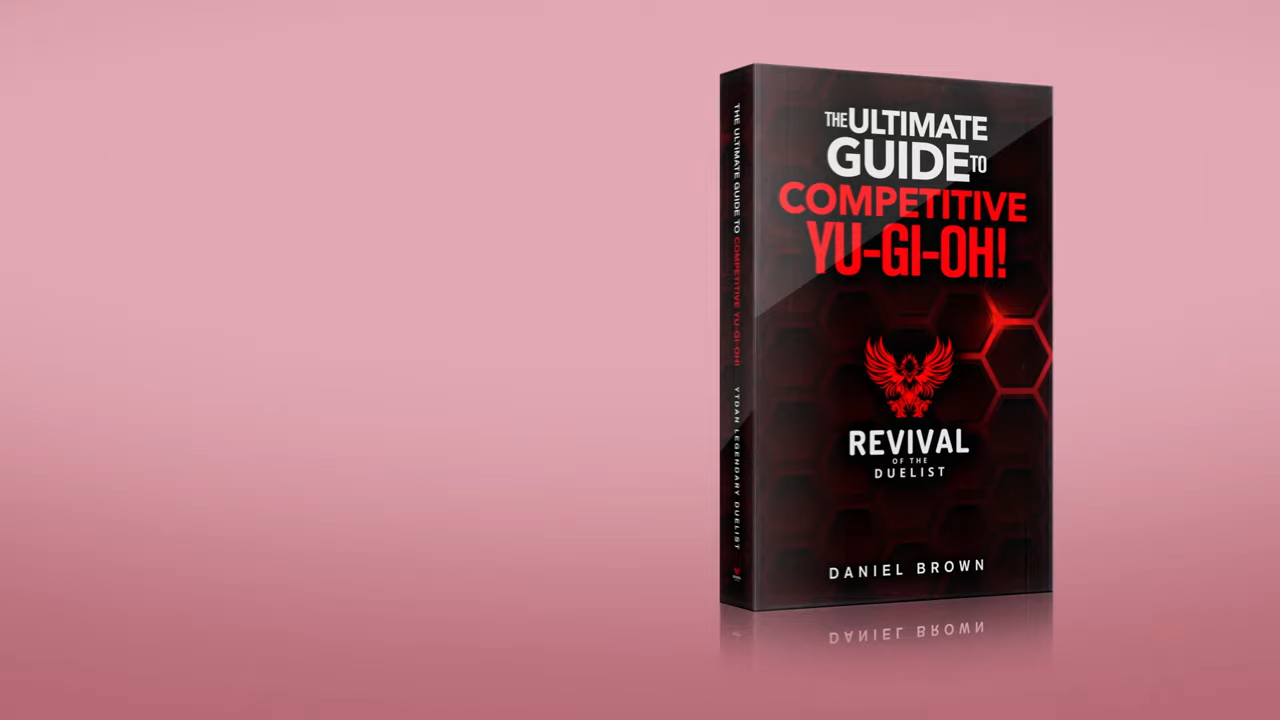 THE ULTIMATE
GUIDE TO
COMPETITIVE
YU-GI-OH!
REVIVAL
OF THE
DUELIST
DANIEL BROWN
THE ULTIMATE GUIDE TO COMPETITIVE YU-GI-OH! YTDAN LEGENDARY DUELIST
DANIEL BROWN